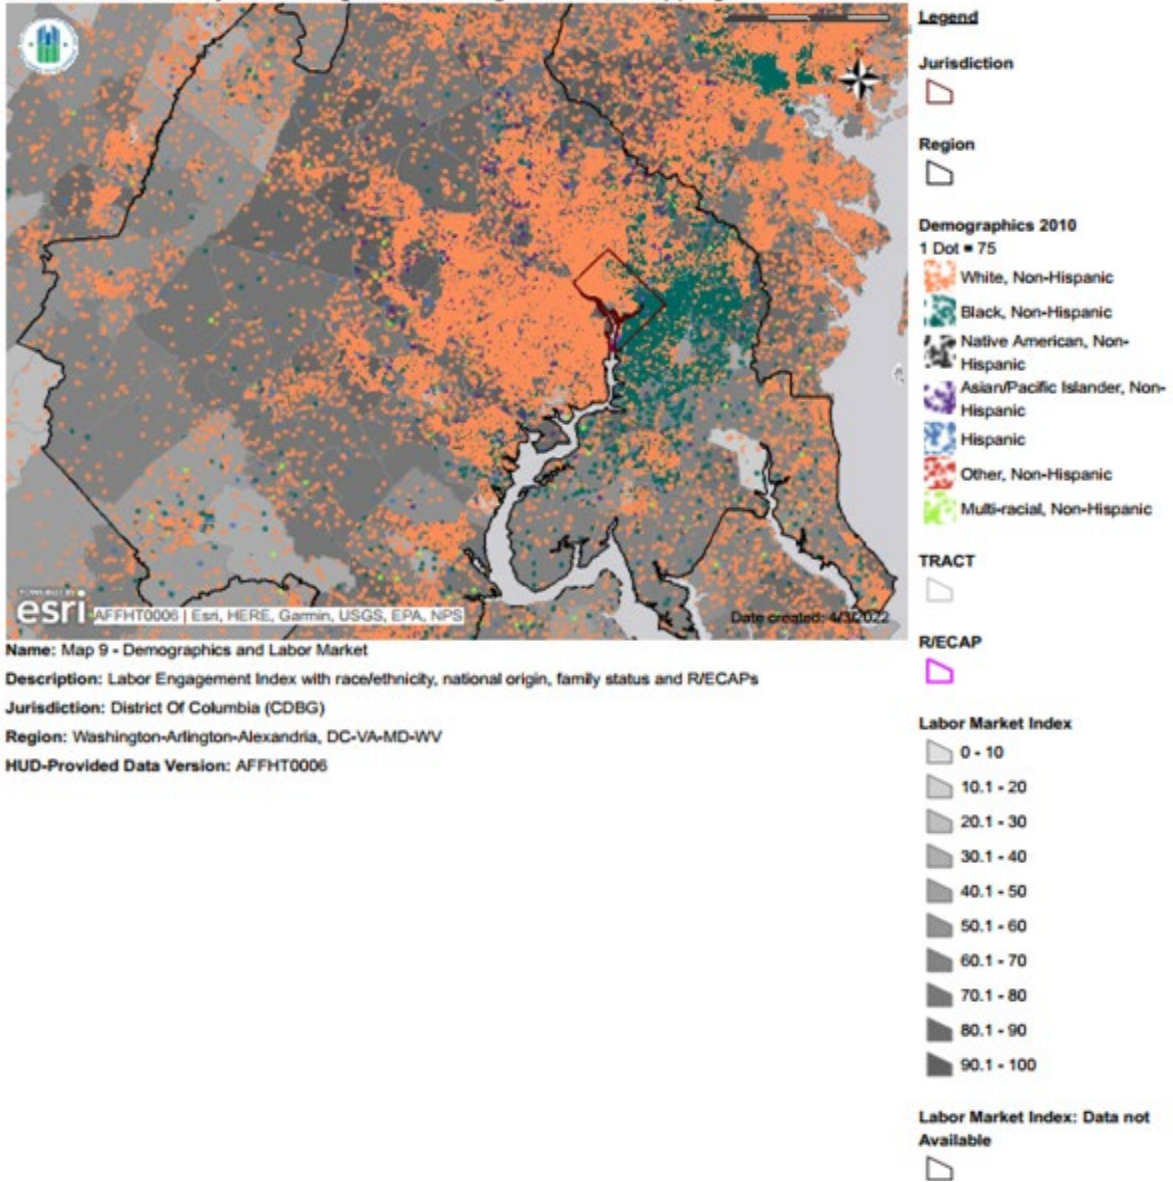 POWERED BY
esri
AFFHT0006 | Esri, HERE, Garmin, USGS, EPA, NPS
Date created: 4/3/2022
Name: Map 9 - Demographics and Labor Market
Description: Labor Engagement Index with race/ethnicity, national origin, family status and R/ECAPs
Jurisdiction: District Of Columbia (CDBG)
Region: Washington-Arlington-Alexandria, DC-VA-MD-WV
HUD-Provided Data Version: AFFHT0006
Legend
Jurisdiction
Region
Demographics 2010
1 Dot = 75
White, Non-Hispanic
Black, Non-Hispanic
Native American, Non-
Hispanic
Asian/Pacific Islander, Non-
Hispanic
Hispanic
Other, Non-Hispanic
Multi-racial, Non-Hispanic
TRACT
R/ECAP
Labor Market Index
0 - 10
10.1 - 20
20.1 - 30
30.1 - 40
40.1 - 50
50.1 - 60
60.1 - 70
70.1 - 80
80.1 - 90
90.1 - 100
Labor Market Index: Data not
Available